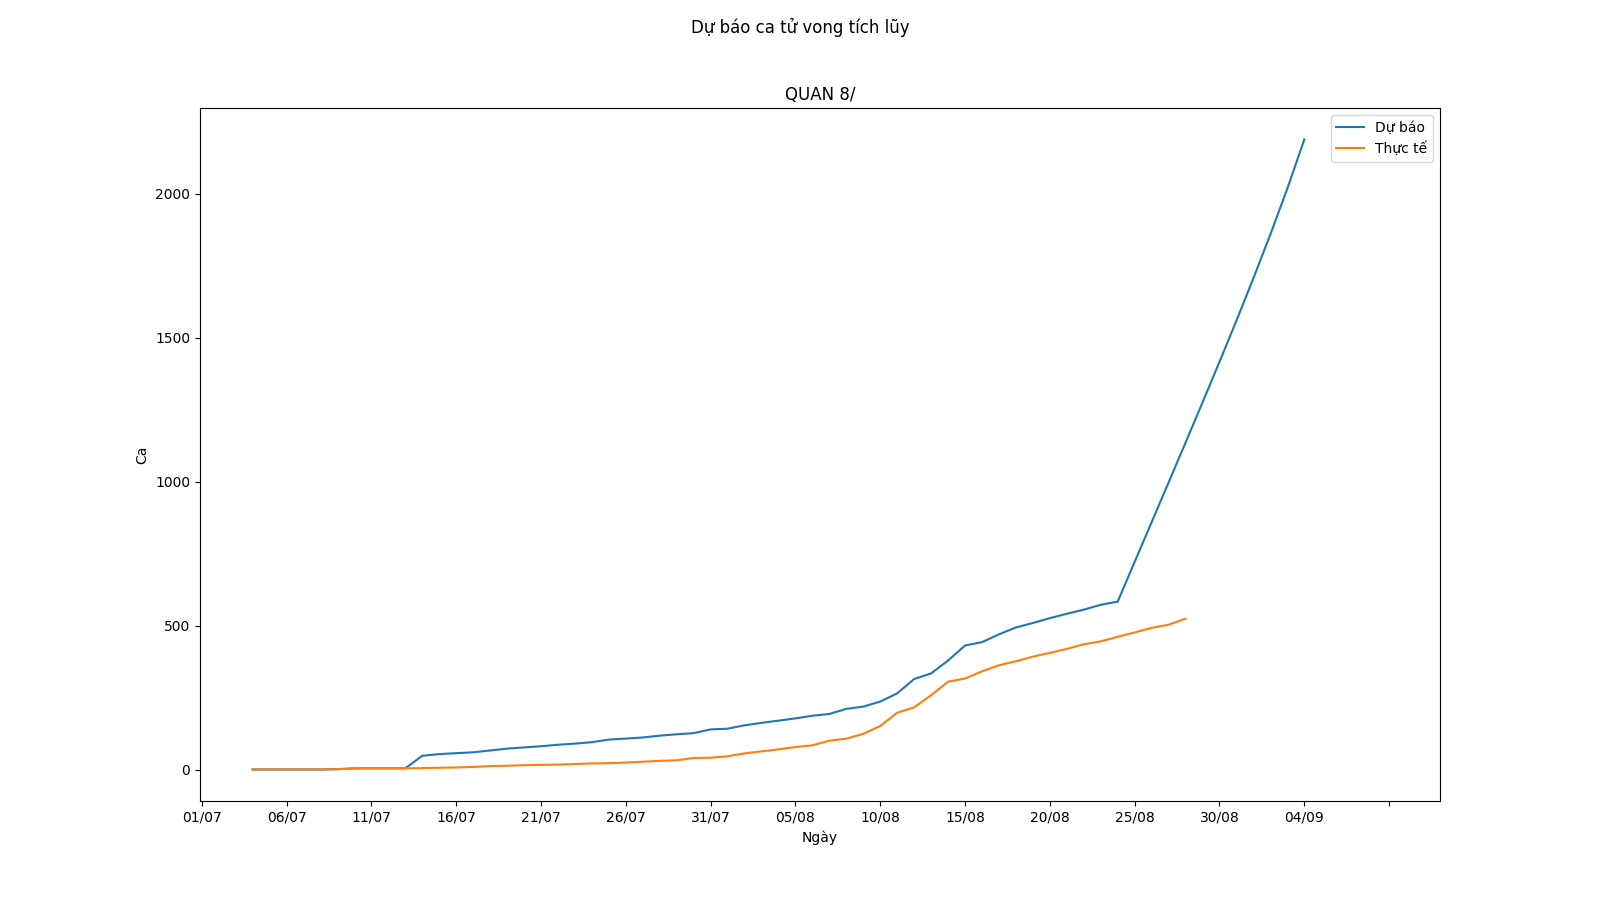 Dự báo ca tử vong tích lũy
QUAN 8/
Dự báo
Thực tế
2000
1500
1000
500
0
Ca
01/07 06/07 11/07 16/07 21/07 26/07 31/07 05/08 10/08 15/08 20/08 25/08 30/08 04/09
Ngày